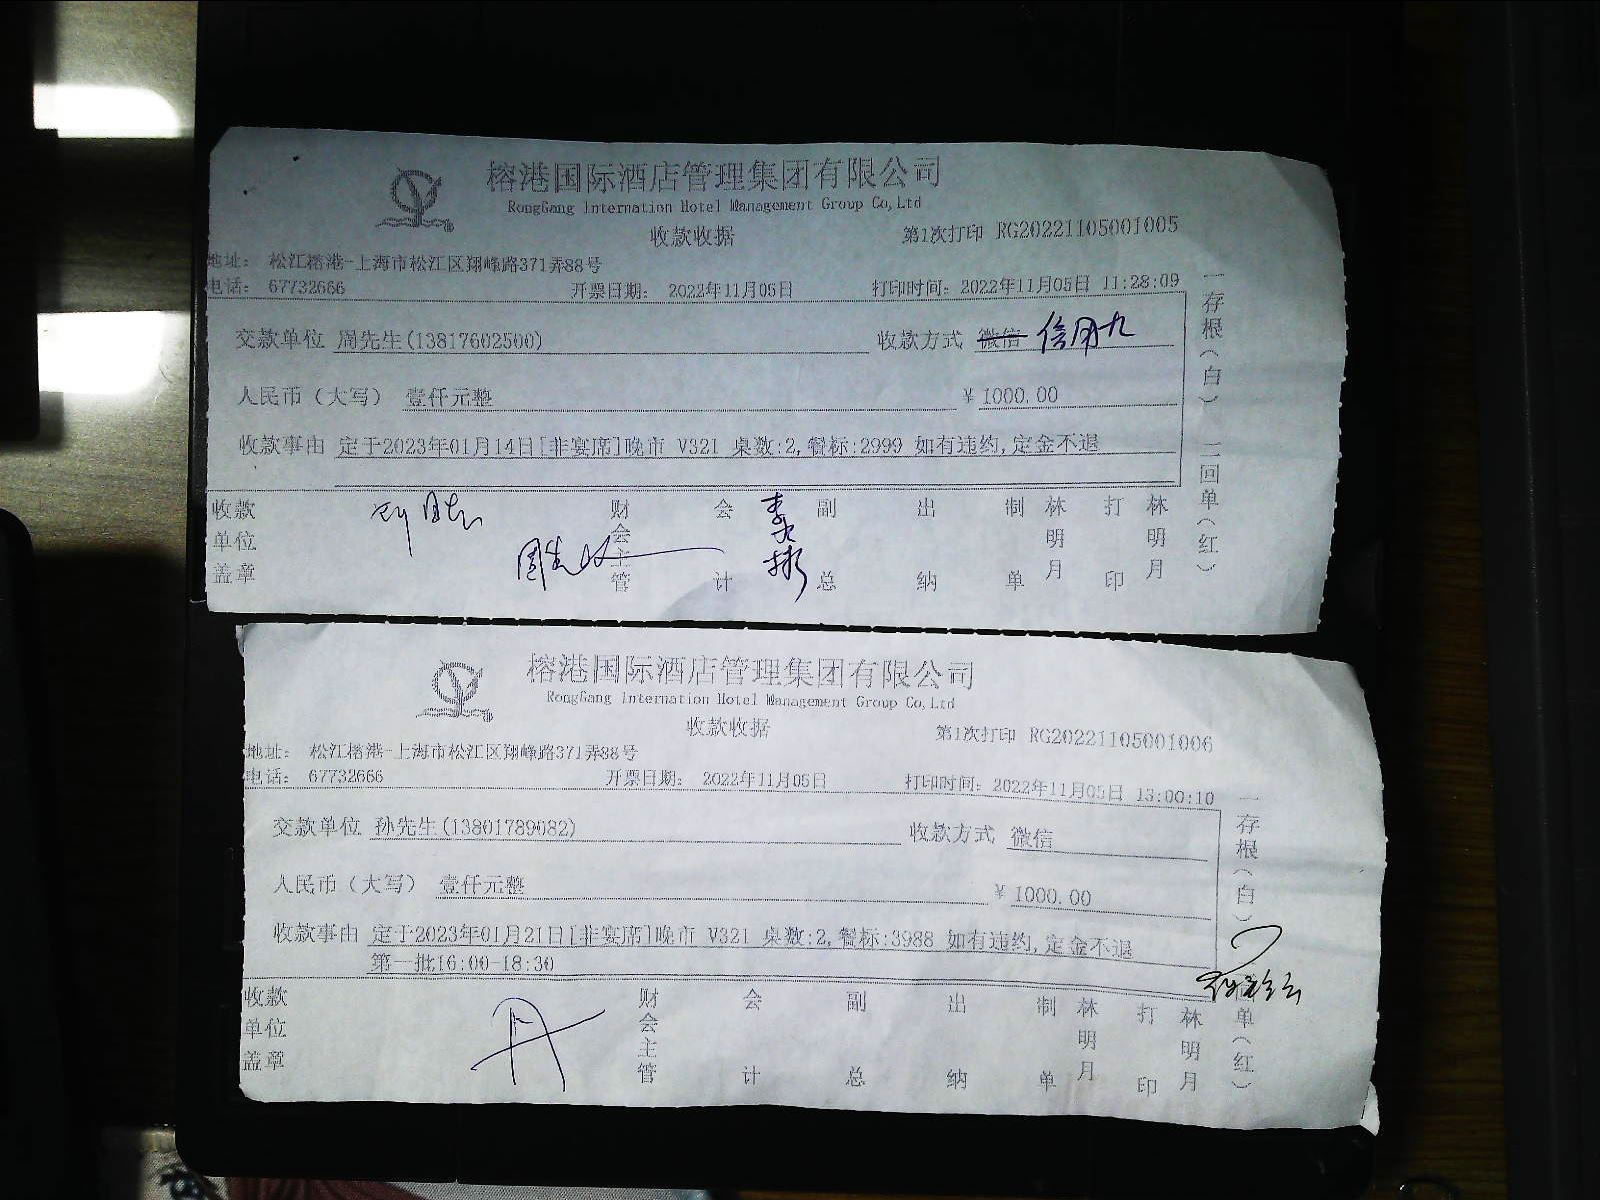 榕港国际酒店管理集团有限公司
RongGang Internation Hotel Management Group Co,Ltd
收款收据 第1次打印 RG20221105001005
地址： 松江榕港-上海市松江区翔峰路371弄88号
电话： 67732666 开票日期： 2022年11月05日 打印时间： 2022年11月05日 11:28:09
交款单位 周先生(13817602500) 收款方式 微信 信用卡
人民币（大写） 壹仟元整 ¥ 1000.00
收款事由 定于2023年01月14日[非宴席]晚市 V321 桌数:2,餐标:2999 如有违约,定金不退
收款单位盖章 财会主管 会计 副总 出纳 制单 林明月 打印 林明月
一存根（白） 二回单（红）
榕港国际酒店管理集团有限公司
RongGang Internation Hotel Management Group Co,Ltd
收款收据 第1次打印 RG20221105001006
地址： 松江榕港-上海市松江区翔峰路371弄88号
电话： 67732666 开票日期： 2022年11月05日 打印时间： 2022年11月05日 13:00:10
交款单位 孙先生(13801789082) 收款方式 微信
人民币（大写） 壹仟元整 ¥ 1000.00
收款事由 定于2023年01月21日[非宴席]晚市 V321 桌数:2,餐标:3988 如有违约,定金不退
第一批16:00-18:30
收款单位盖章 财会主管 会计 副总 出纳 制单 林明月 打印 林明月
一存根（白） 单（红）